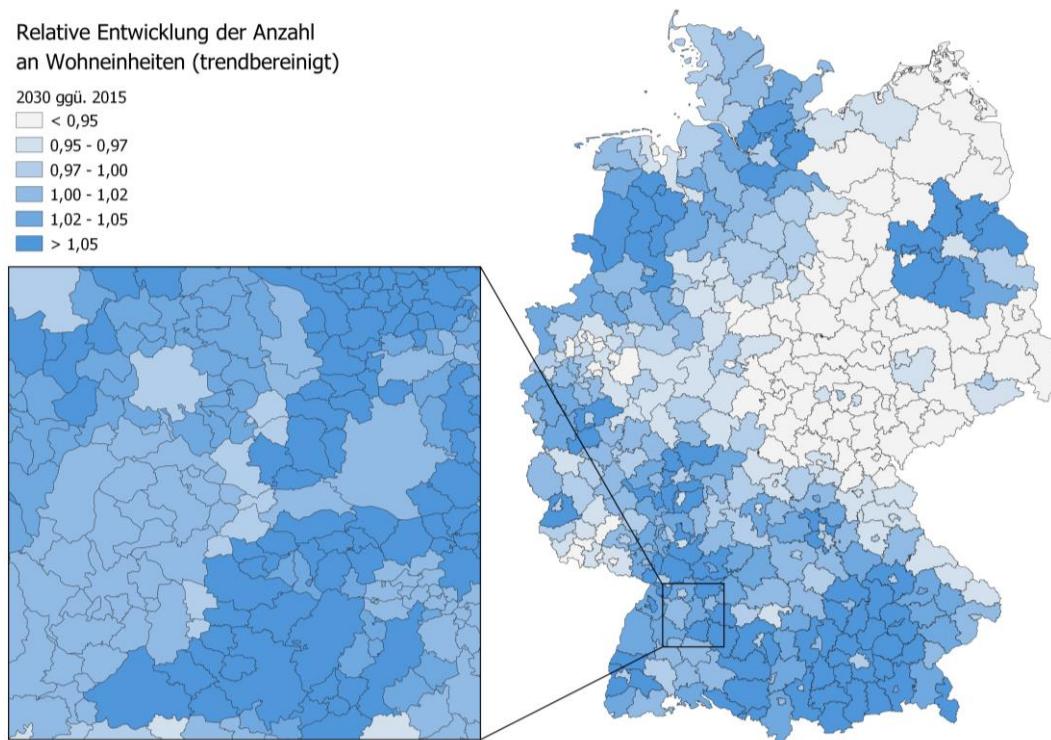 Relative Entwicklung der Anzahl
an Wohneinheiten (trendbereinigt)
2030 ggü. 2015
< 0,95
0,95 - 0,97
0,97 - 1,00
1,00 - 1,02
1,02 - 1,05
> 1,05